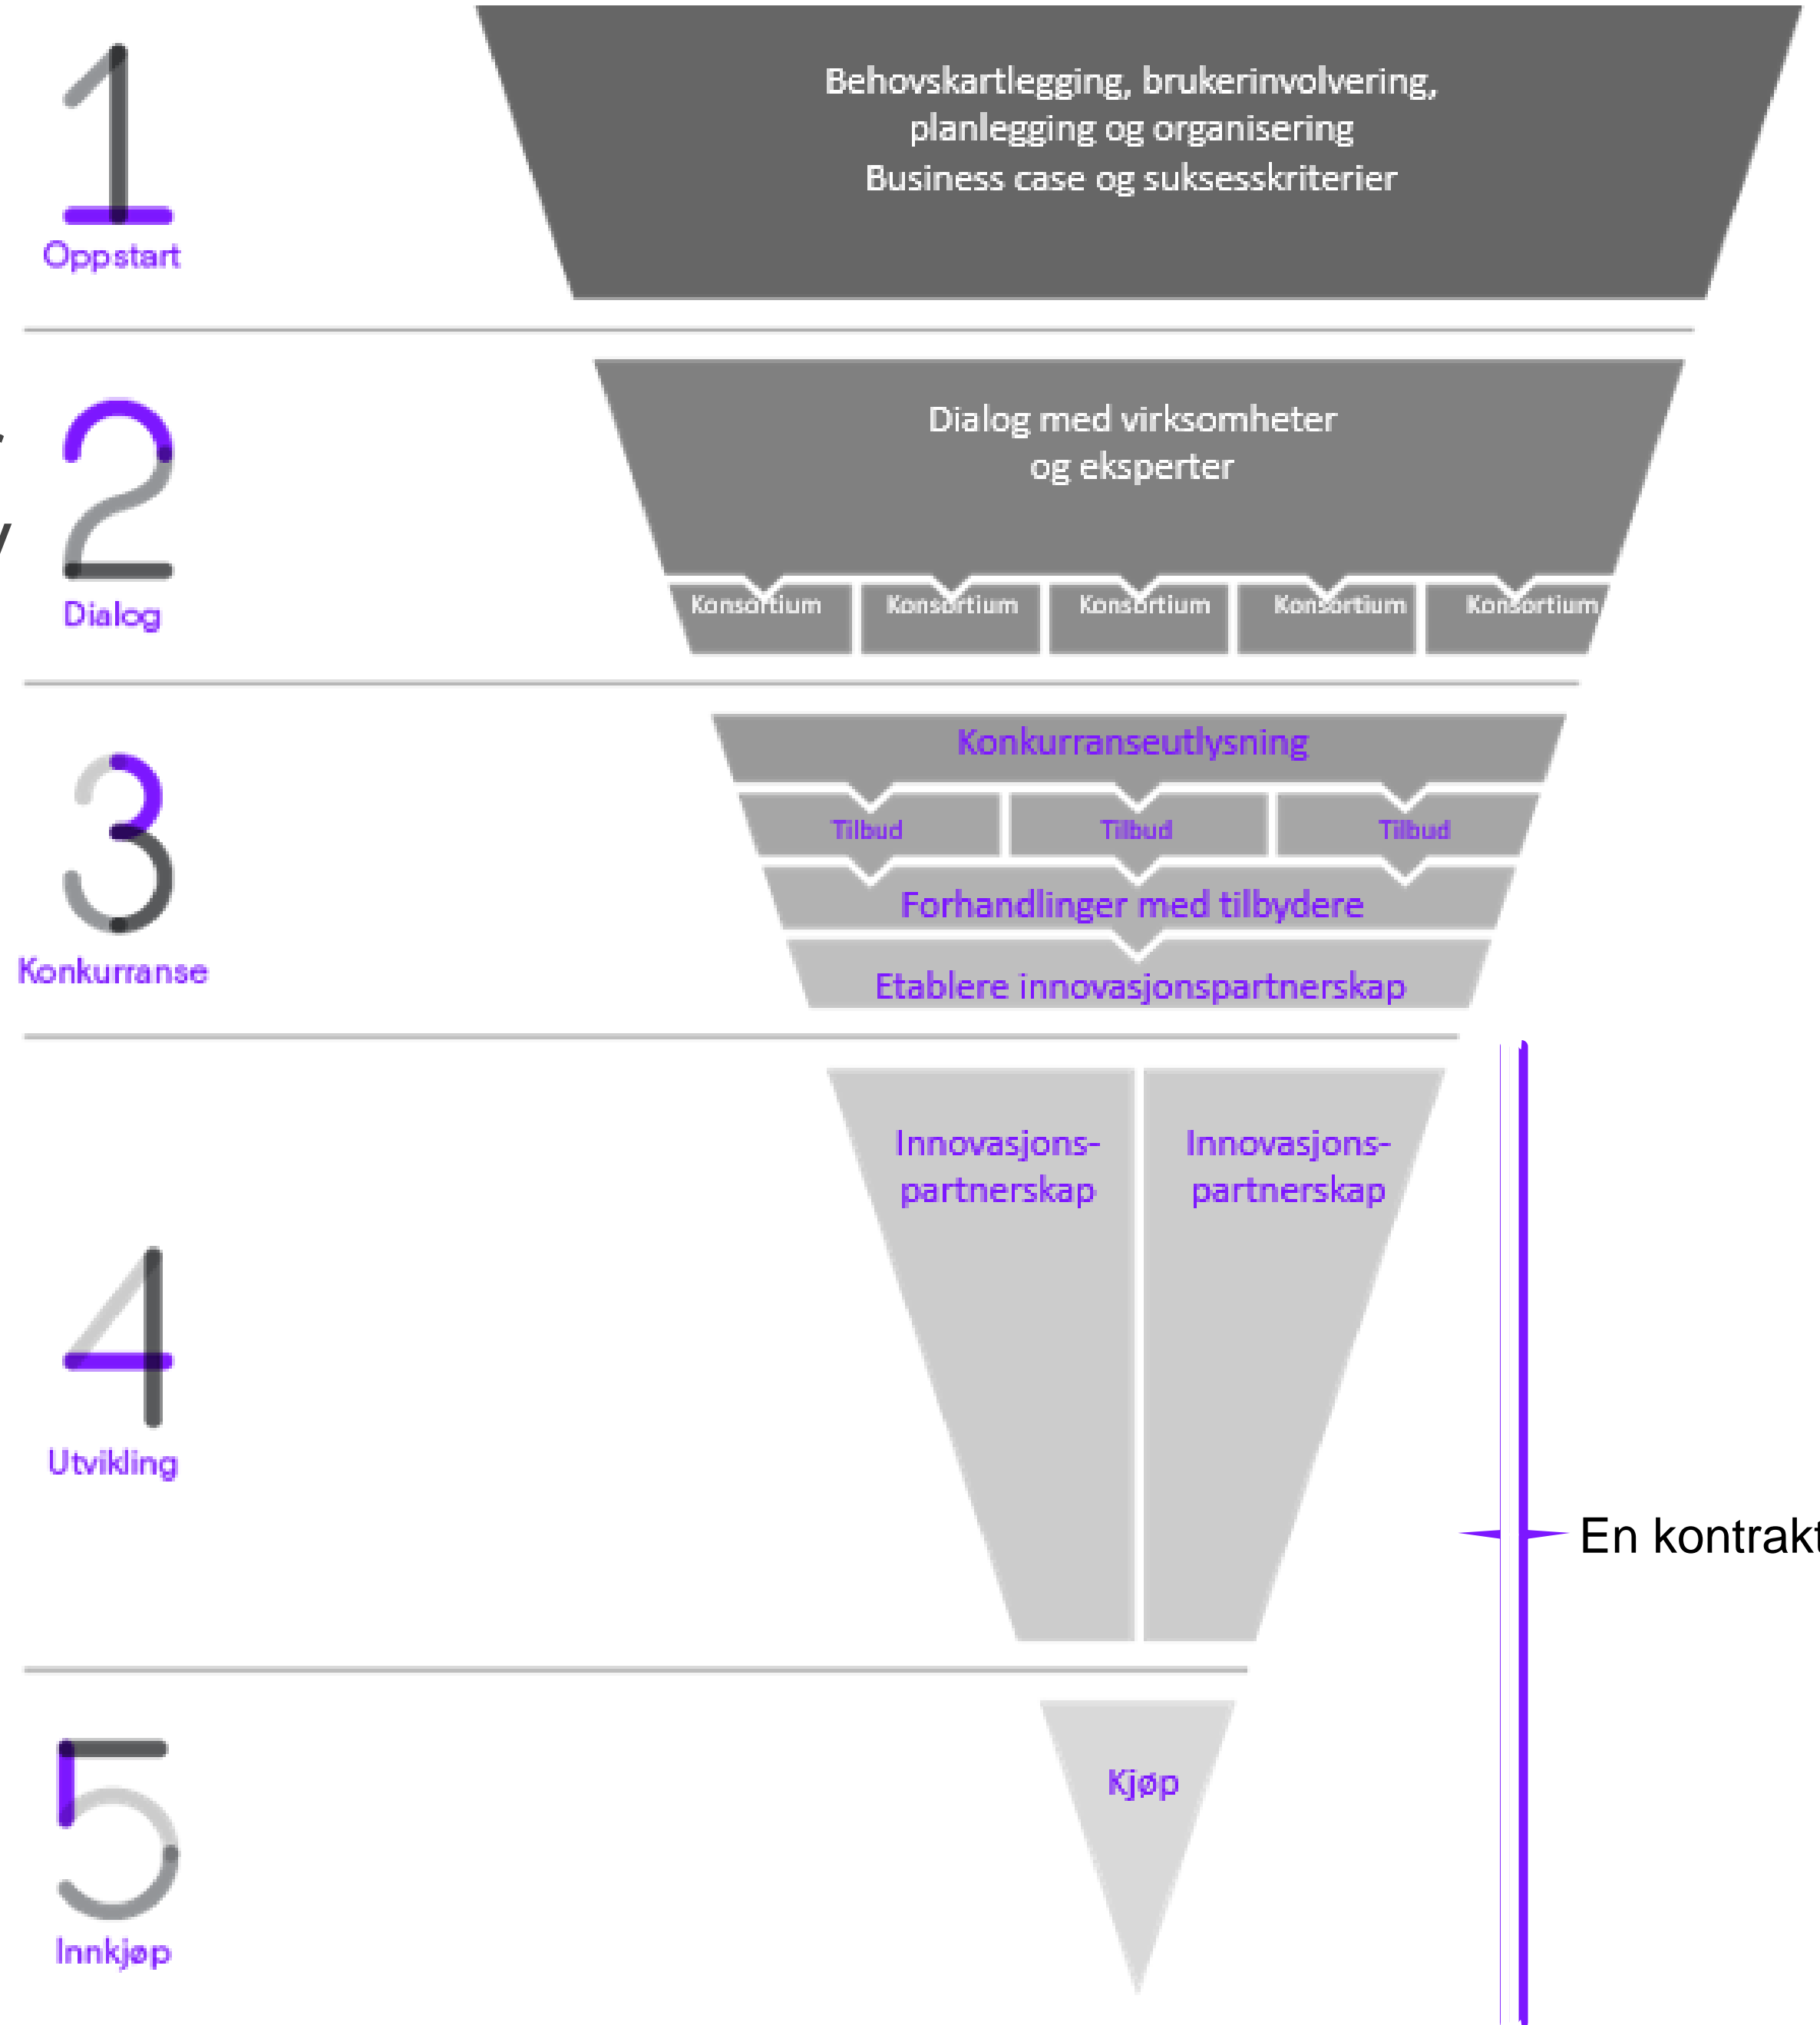 1
Oppstart
Behovskartlegging, brukerinvolvering,
planlegging og organisering
Business case og suksesskriterier
2
Dialog
Dialog med virksomheter
og eksperter
Konsortium
Konsortium
Konsortium
Konsortium
Konsortium
3
Konkurranse
Konkurranseutlysning
Tilbud
Tilbud
Tilbud
Forhandlinger med tilbydere
Etablere innovasjonspartnerskap
4
Utvikling
Innovasjons-
partnerskap
Innovasjons-
partnerskap
En kontrakt
5
Innkjøp
Kjøp